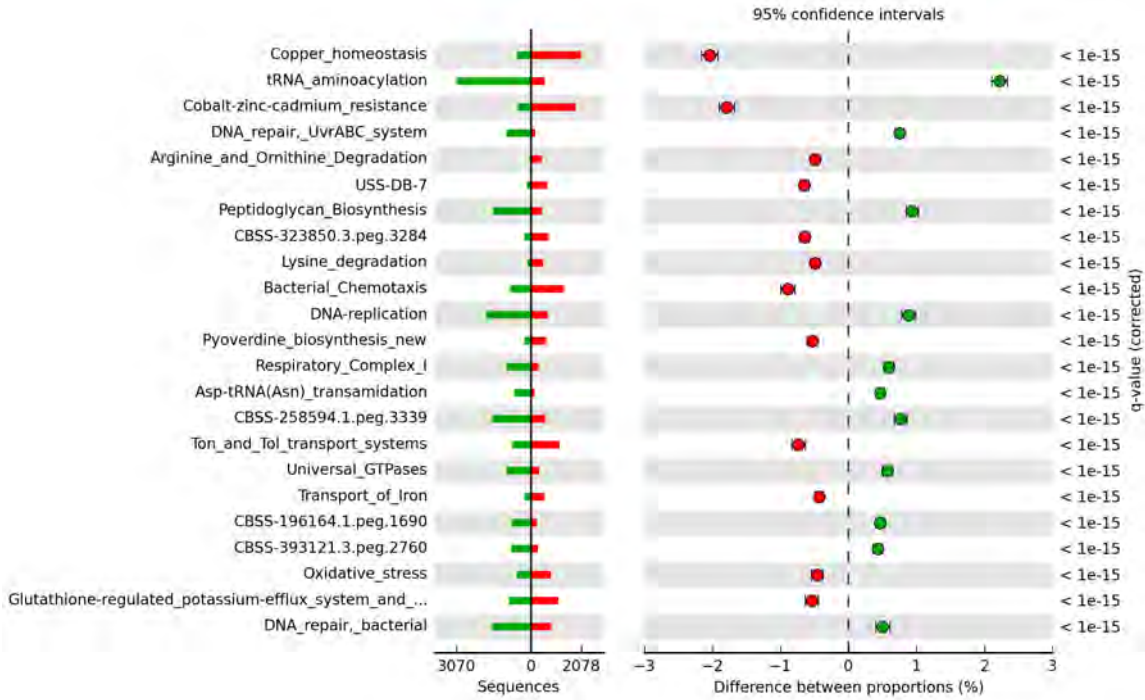 95% confidence intervals
Copper_homeostasis < 1e-15
tRNA_aminoacylation < 1e-15
Cobalt-zinc-cadmium_resistance < 1e-15
DNA_repair,_UvrABC_system < 1e-15
Arginine_and_Ornithine_Degradation < 1e-15
USS-DB-7 < 1e-15
Peptidoglycan_Biosynthesis < 1e-15
CBSS-323850.3.peg.3284 < 1e-15
Lysine_degradation < 1e-15
Bacterial_Chemotaxis < 1e-15
DNA-replication < 1e-15
Pyoverdine_biosynthesis_new < 1e-15
Respiratory_Complex_I < 1e-15
Asp-tRNA(Asn)_transamidation < 1e-15
CBSS-258594.1.peg.3339 < 1e-15
Ton_and_Tol_transport_systems < 1e-15
Universal_GTPases < 1e-15
Transport_of_Iron < 1e-15
CBSS-196164.1.peg.1690 < 1e-15
CBSS-393121.3.peg.2760 < 1e-15
Oxidative_stress < 1e-15
Glutathione-regulated_potassium-efflux_system_and_... < 1e-15
DNA_repair,_bacterial < 1e-15
q-value (corrected)
3070 0 2078 −3 −2 −1 0 1 2 3
Sequences Difference between proportions (%)